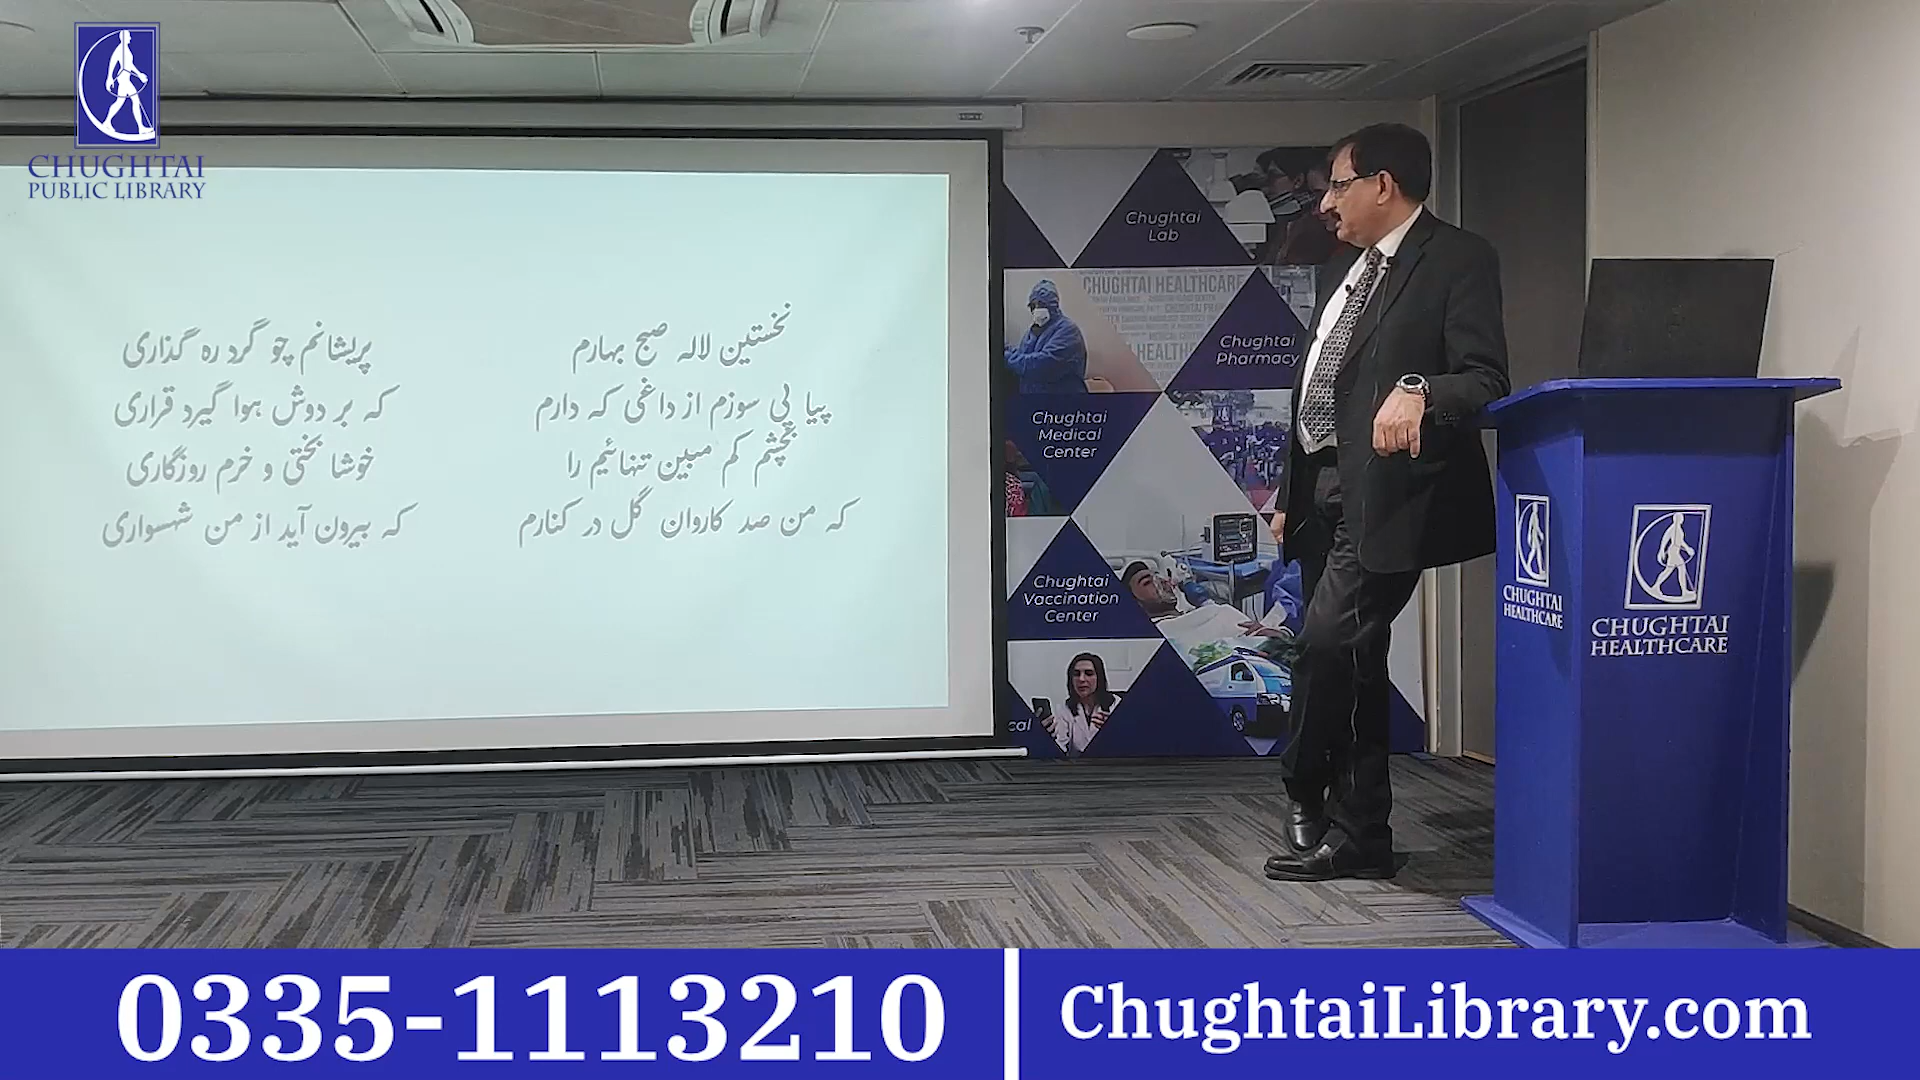 CHUGHTAI
PUBLIC LIBRARY
نخستین لالہ صبح بہارم
پیا پی سوزم از داغی کہ دارم
بچشم کم مبین تنہائیم را
کہ من صد کاروان گل در کنارم
پریشانم چو گرد رہ گذاری
کہ بر دوش ہوا گیرد قراری
خوشا بختی و خرم روزگاری
کہ بیرون آید از من شہسواری
Chughtai
Lab
CHUGHTAI HEALTHCARE
Chughtai
Pharmacy
Chughtai
Medical
Center
Chughtai
Vaccination
Center
cal
CHUGHTAI
HEALTHCARE
CHUGHTAI
HEALTHCARE
0335-1113210
ChughtaiLibrary.com